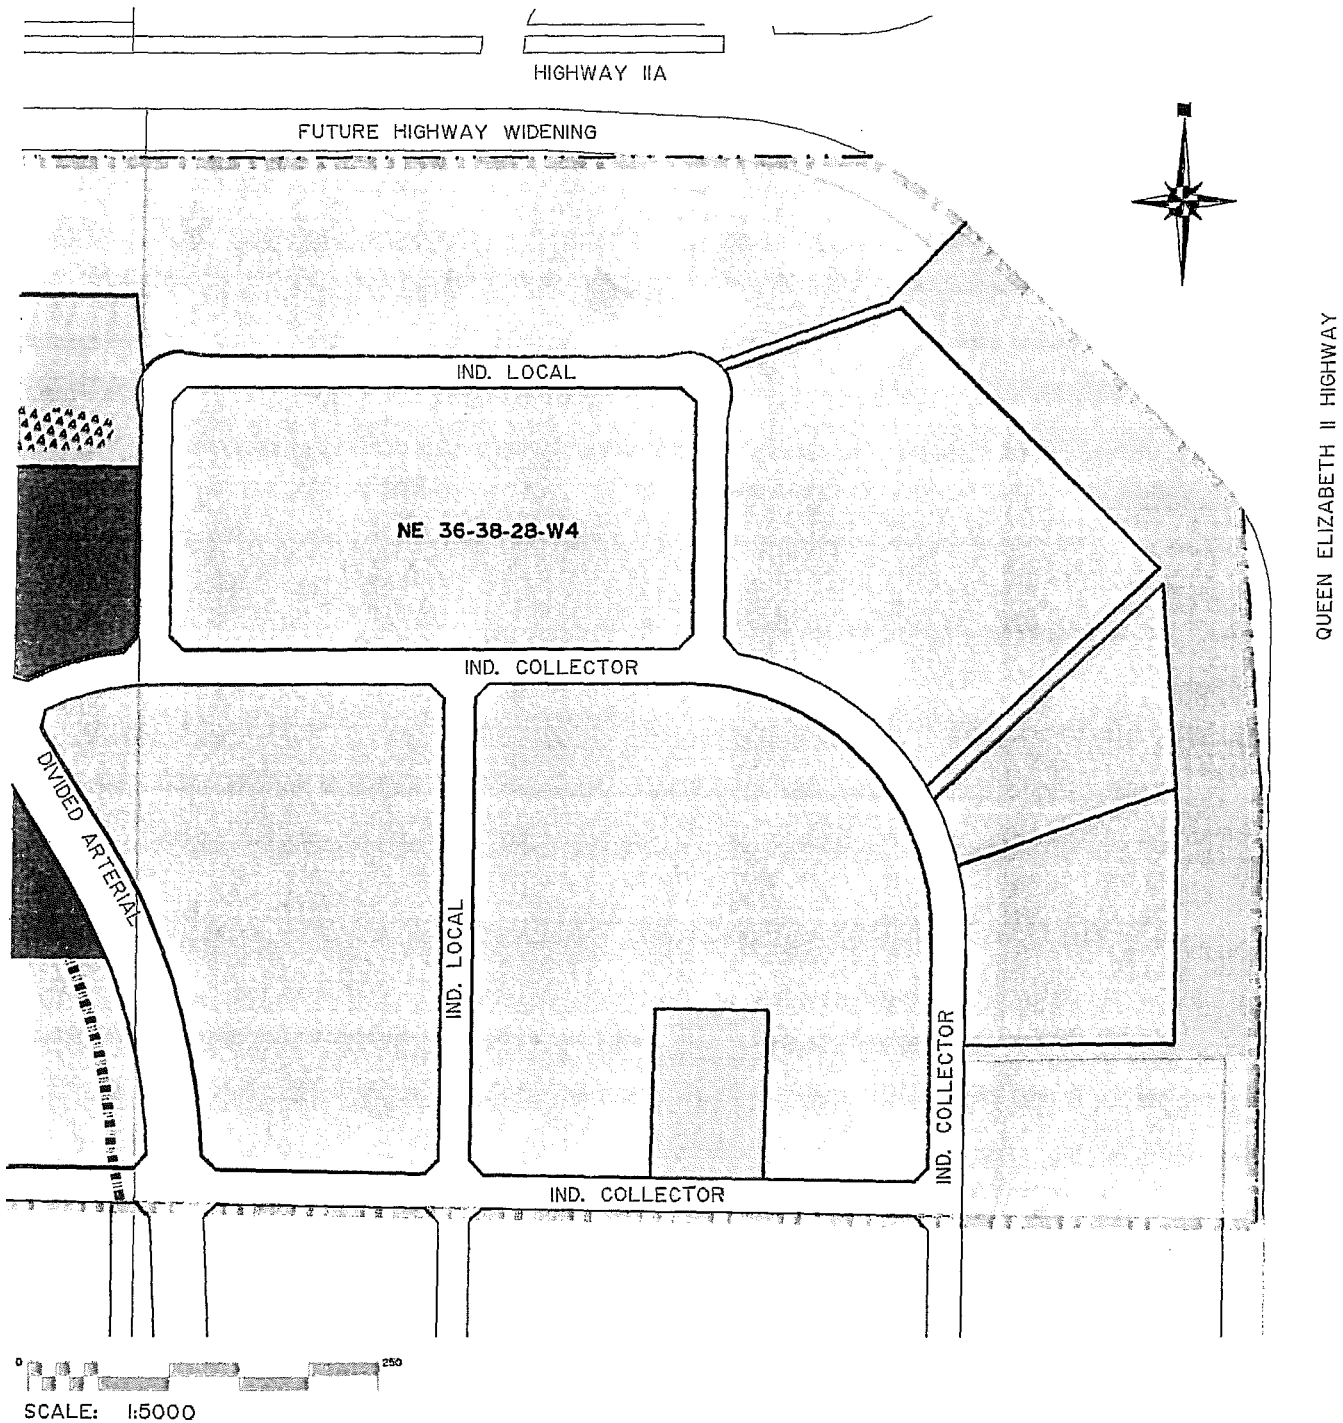 HIGHWAY 11A
FUTURE HIGHWAY WIDENING
QUEEN ELIZABETH II HIGHWAY
IND. LOCAL
NE 36-38-28-W4
IND. COLLECTOR
DIVIDED ARTERIAL
IND. LOCAL
IND. COLLECTOR
IND. COLLECTOR
0 250
SCALE: 1:5000